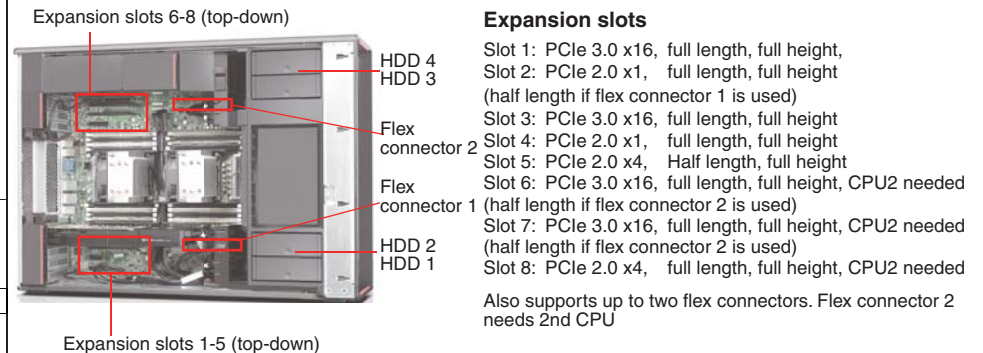 Expansion slots 6-8 (top-down)
HDD 4
HDD 3
Flex
connector 2
Flex
connector 1
HDD 2
HDD 1
Expansion slots 1-5 (top-down)
Expansion slots
Slot 1: PCIe 3.0 x16, full length, full height,
Slot 2: PCIe 2.0 x1, full length, full height
(half length if flex connector 1 is used)
Slot 3: PCIe 3.0 x16, full length, full height
Slot 4: PCIe 2.0 x1, full length, full height
Slot 5: PCIe 2.0 x4, Half length, full height
Slot 6: PCIe 3.0 x16, full length, full height, CPU2 needed
(half length if flex connector 2 is used)
Slot 7: PCIe 3.0 x16, full length, full height, CPU2 needed
(half length if flex connector 2 is used)
Slot 8: PCIe 2.0 x4, full length, full height, CPU2 needed
Also supports up to two flex connectors. Flex connector 2
needs 2nd CPU